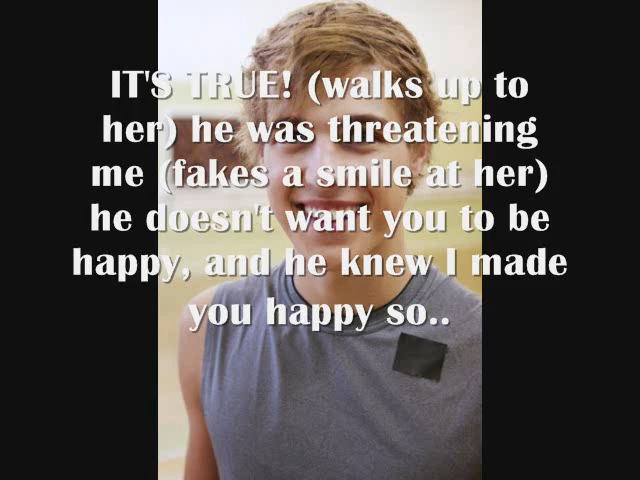 IT'S TRUE! (walks up to
her) he was threatening
me (fakes a smile at her)
he doesn't want you to be
happy, and he knew I made
you happy so..